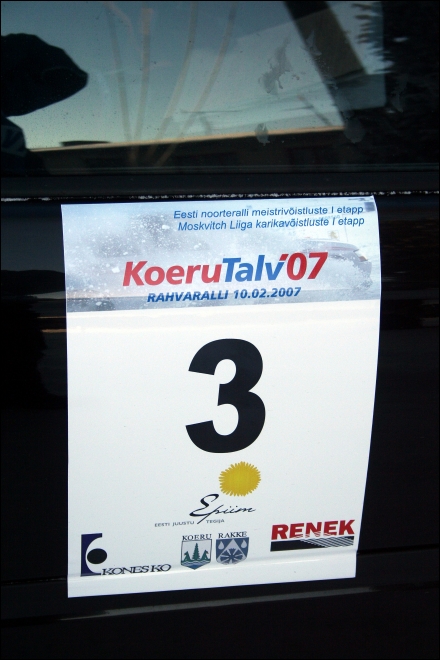 Eesti noorteralli meistrivõistluste I etapp
Moskvitch Liiga karikavõistluste I etapp
KoeruTalv'07
RAHVARALLI 10.02.2007
3
Epiim
EESTI JUUSTU TEGIJA
KONESKO
KOERU
RAKKE
RENEK